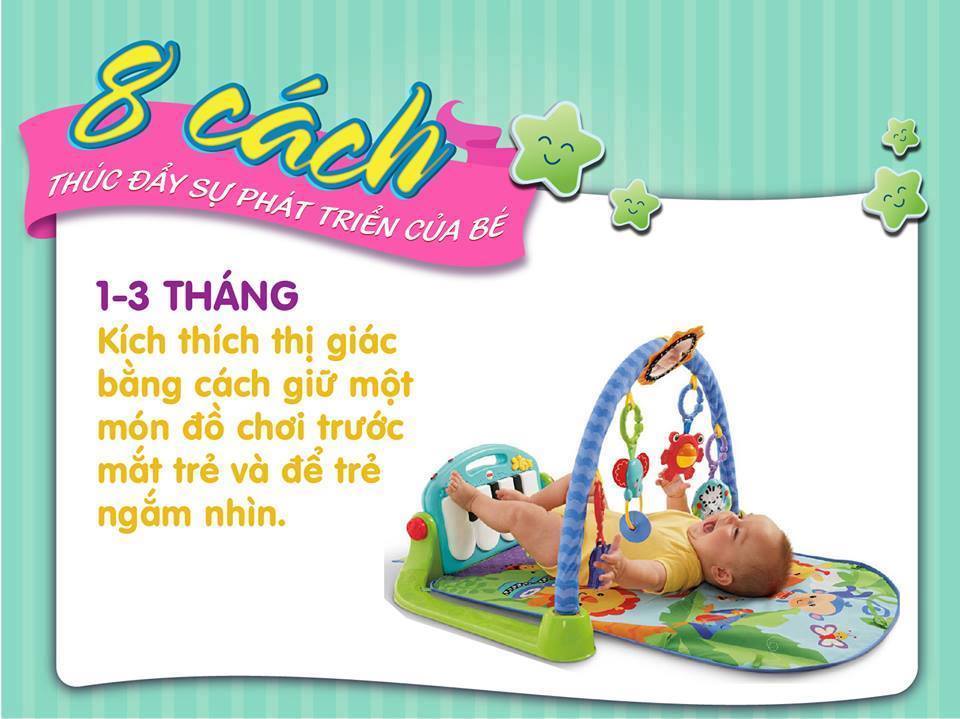 8 cách
THÚC ĐẨY SỰ PHÁT TRIỂN CỦA BÉ
1-3 THÁNG
Kích thích thị giác
bằng cách giữ một
món đồ chơi trước
mắt trẻ và để trẻ
ngắm nhìn.